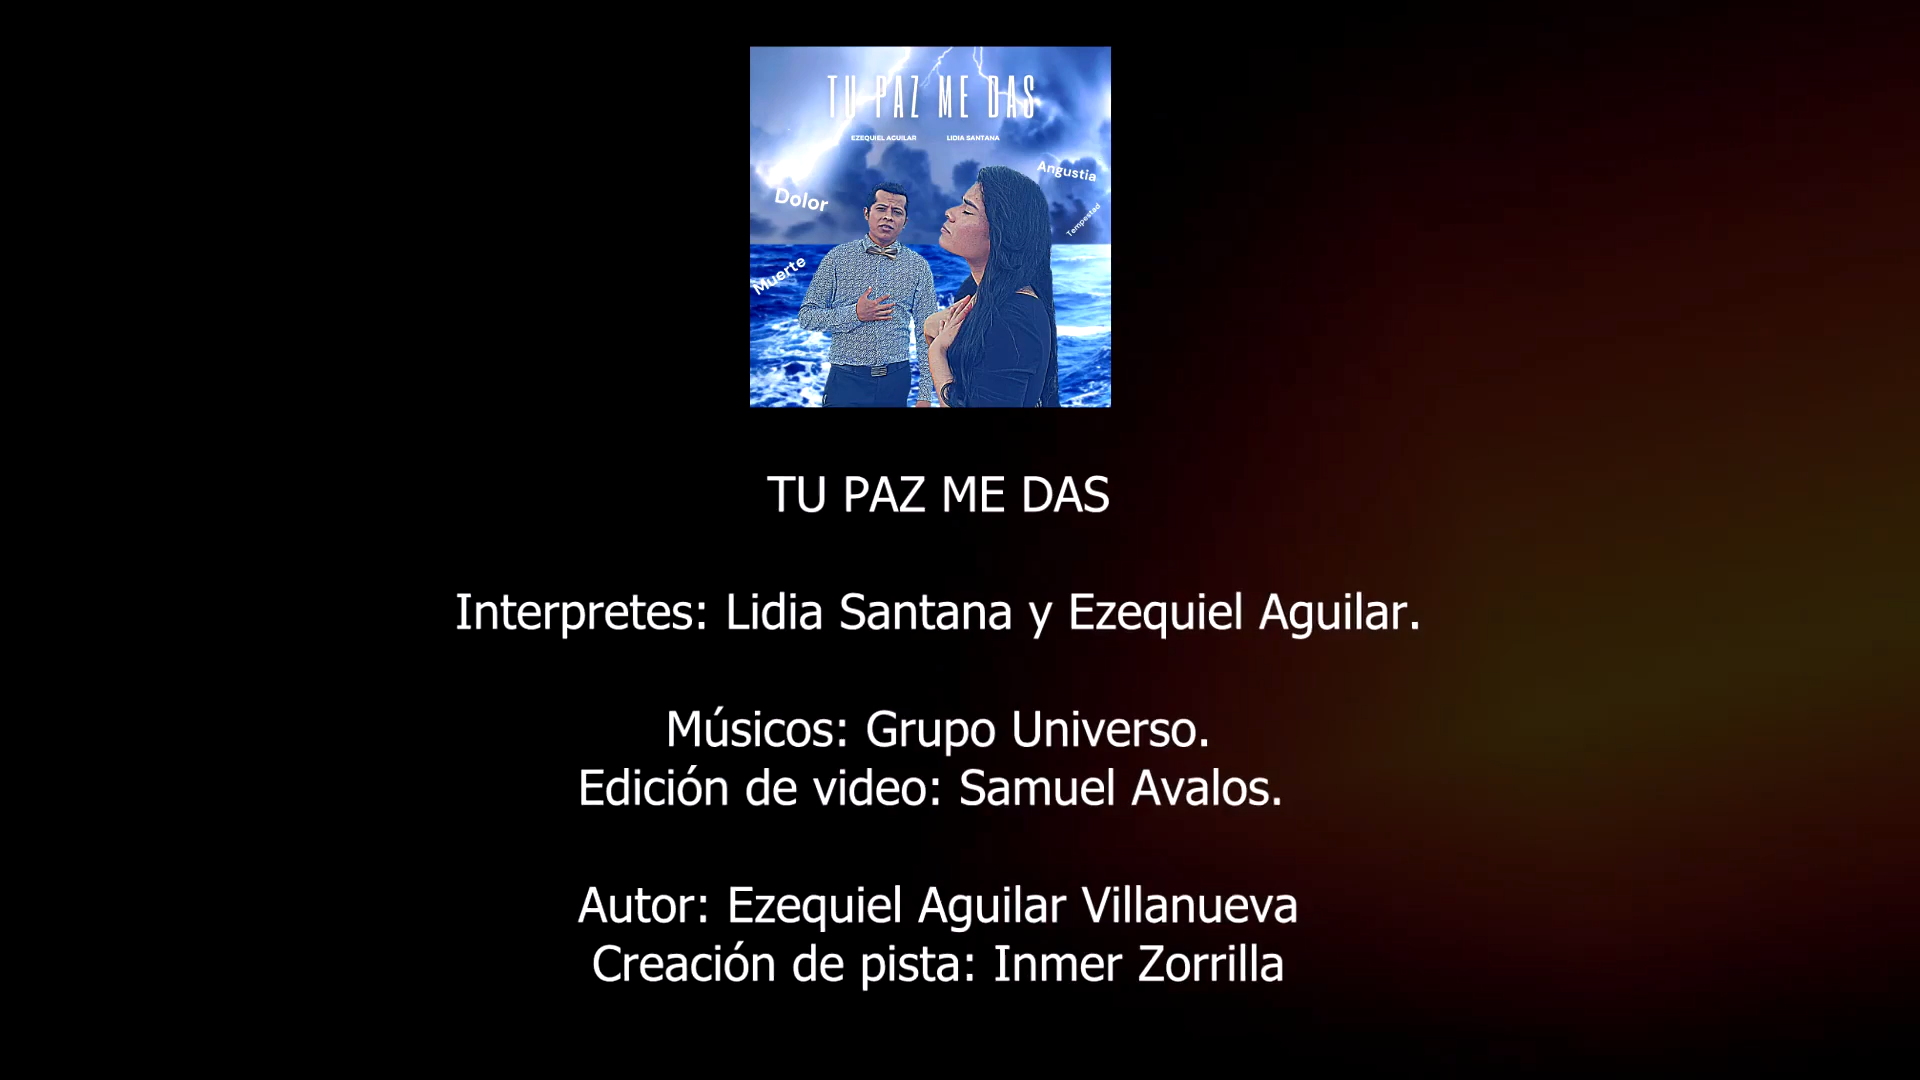 TU PAZ ME DAS
EZEQUIEL AGUILAR LIDIA SANTANA
Angustia
Dolor
Tempestad
Muerte
TU PAZ ME DAS
Interpretes: Lidia Santana y Ezequiel Aguilar.
Músicos: Grupo Universo.
Edición de video: Samuel Avalos.
Autor: Ezequiel Aguilar Villanueva
Creación de pista: Inmer Zorrilla